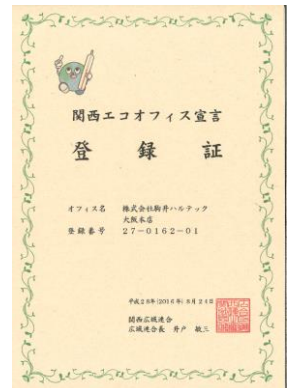 関西エコオフィス宣言
登録証
オフィス名 株式会社駒井ハルテック
大阪本店
登録番号 27-0162-01
平成28年(2016年)8月24日
関西広域連合
広域連合長 井戸 敏三